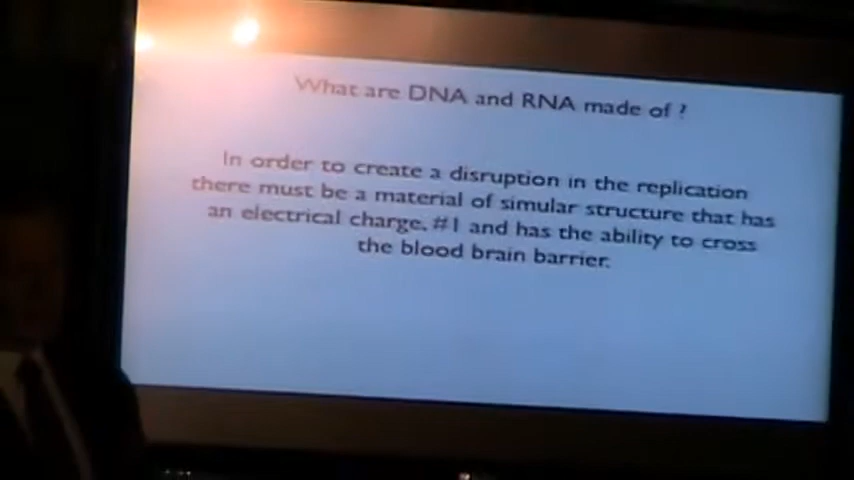 What are DNA and RNA made of ?
In order to create a disruption in the replication
there must be a material of simular structure that has
an electrical charge, #1 and has the ability to cross
the blood brain barrier.